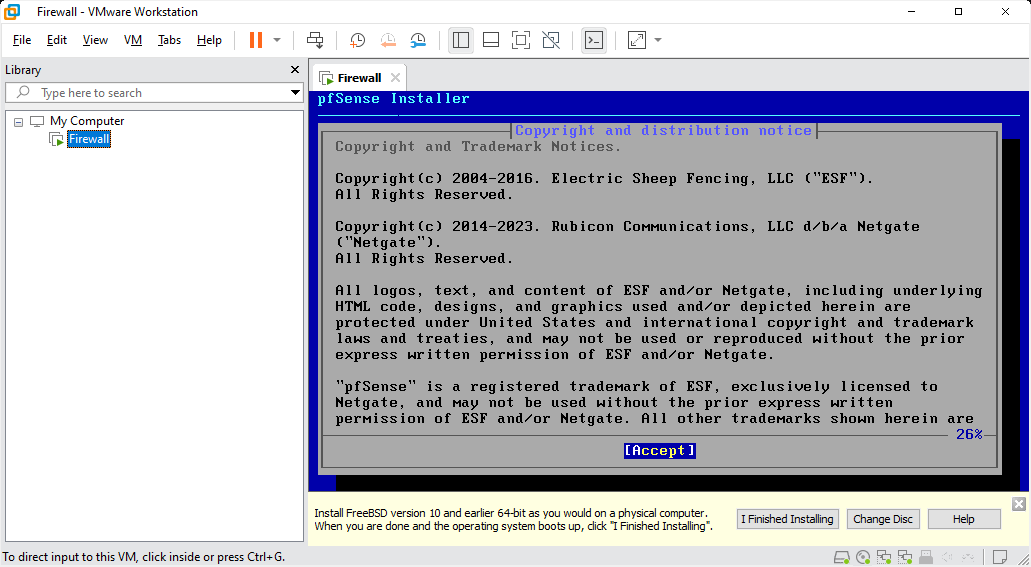 Firewall - VMware Workstation
File Edit View VM Tabs Help
Library
Type here to search
My Computer
Firewall
Firewall
pfSense Installer
Copyright and distribution notice
Copyright and Trademark Notices.
Copyright(c) 2004-2016. Electric Sheep Fencing, LLC ("ESF").
All Rights Reserved.
Copyright(c) 2014-2023. Rubicon Communications, LLC d/b/a Netgate
("Netgate").
All Rights Reserved.
All logos, text, and content of ESF and/or Netgate, including underlying
HTML code, designs, and graphics used and/or depicted herein are
protected under United States and international copyright and trademark
laws and treaties, and may not be used or reproduced without the prior
express written permission of ESF and/or Netgate.
"pfSense" is a registered trademark of ESF, exclusively licensed to
Netgate, and may not be used without the prior express written
permission of ESF and/or Netgate. All other trademarks shown herein are
26%
[Accept]
Install FreeBSD version 10 and earlier 64-bit as you would on a physical computer.
When you are done and the operating system boots up, click "I Finished Installing".
I Finished Installing
Change Disc
Help
To direct input to this VM, click inside or press Ctrl+G.